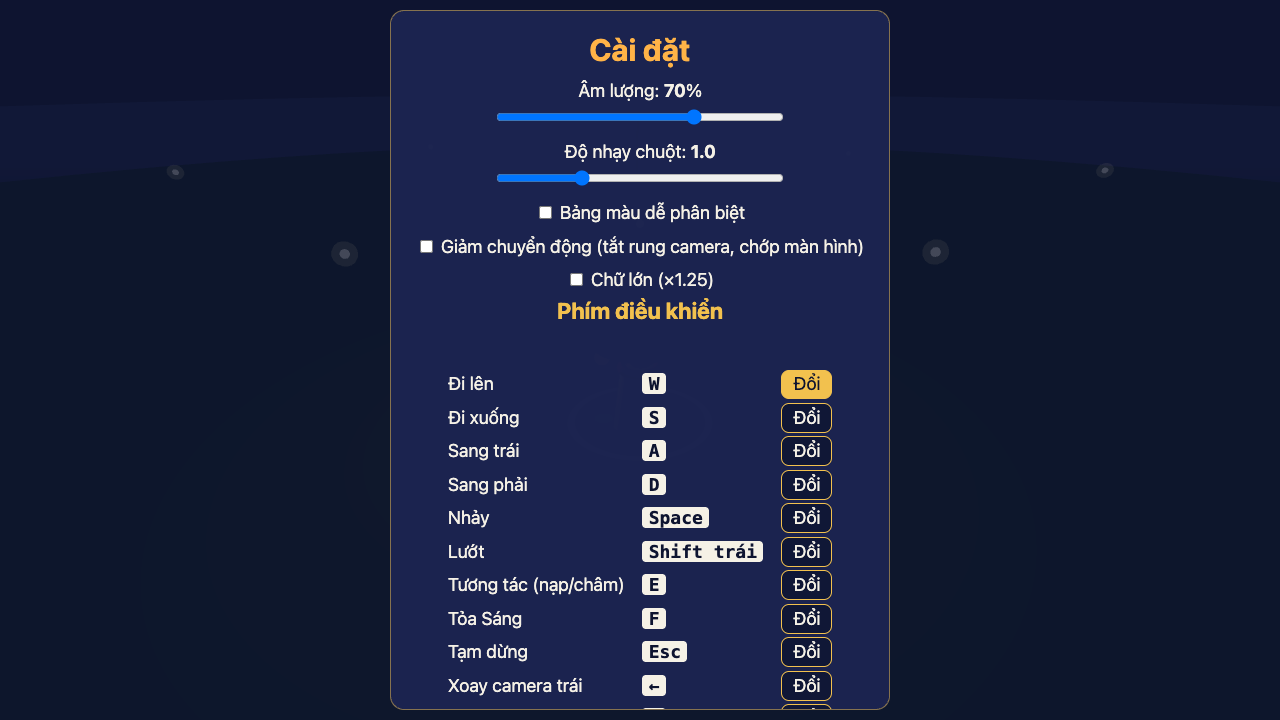 Cài đặt
Âm lượng: 70%
Độ nhạy chuột: 1.0
Bảng màu dễ phân biệt
Giảm chuyển động (tắt rung camera, chớp màn hình)
Chữ lớn (×1.25)
Phím điều khiển
Đi lên W Đổi
Đi xuống S Đổi
Sang trái A Đổi
Sang phải D Đổi
Nhảy Space Đổi
Lướt Shift trái Đổi
Tương tác (nạp/châm) E Đổi
Tỏa Sáng F Đổi
Tạm dừng Esc Đổi
Xoay camera trái ← Đổi